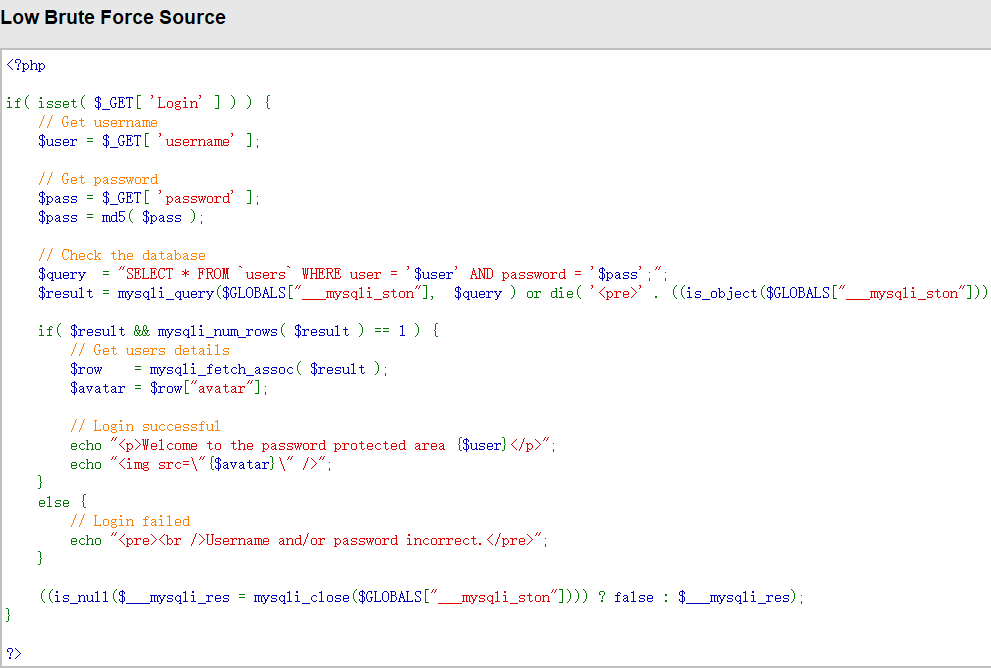 Low Brute Force Source
<?php
if( isset( $_GET[ 'Login' ] ) ) {
    // Get username
    $user = $_GET[ 'username' ];
    // Get password
    $pass = $_GET[ 'password' ];
    $pass = md5( $pass );
    // Check the database
    $query  = "SELECT * FROM `users` WHERE user = '$user' AND password = '$pass';";
    $result = mysqli_query($GLOBALS["___mysqli_ston"],  $query ) or die( '<pre>' . ((is_object($GLOBALS["___mysqli_ston"]))
    if( $result && mysqli_num_rows( $result ) == 1 ) {
        // Get users details
        $row    = mysqli_fetch_assoc( $result );
        $avatar = $row["avatar"];
        // Login successful
        echo "<p>Welcome to the password protected area {$user}</p>";
        echo "<img src=\"{$avatar}\" />";
    }
    else {
        // Login failed
        echo "<pre><br />Username and/or password incorrect.</pre>";
    }
    ((is_null($___mysqli_res = mysqli_close($GLOBALS["___mysqli_ston"]))) ? false : $___mysqli_res);
}
?>